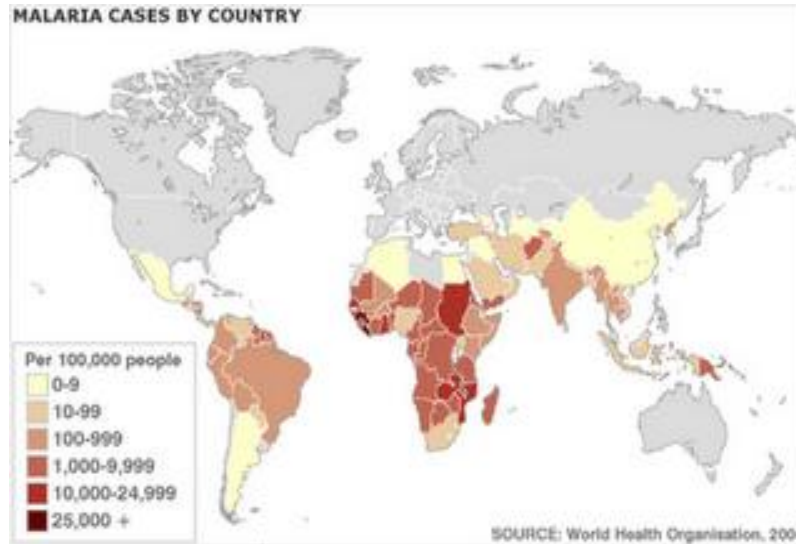 MALARIA CASES BY COUNTRY
Per 100,000 people
0-9
10-99
100-999
1,000-9,999
10,000-24,999
25,000 +
SOURCE: World Health Organisation, 200